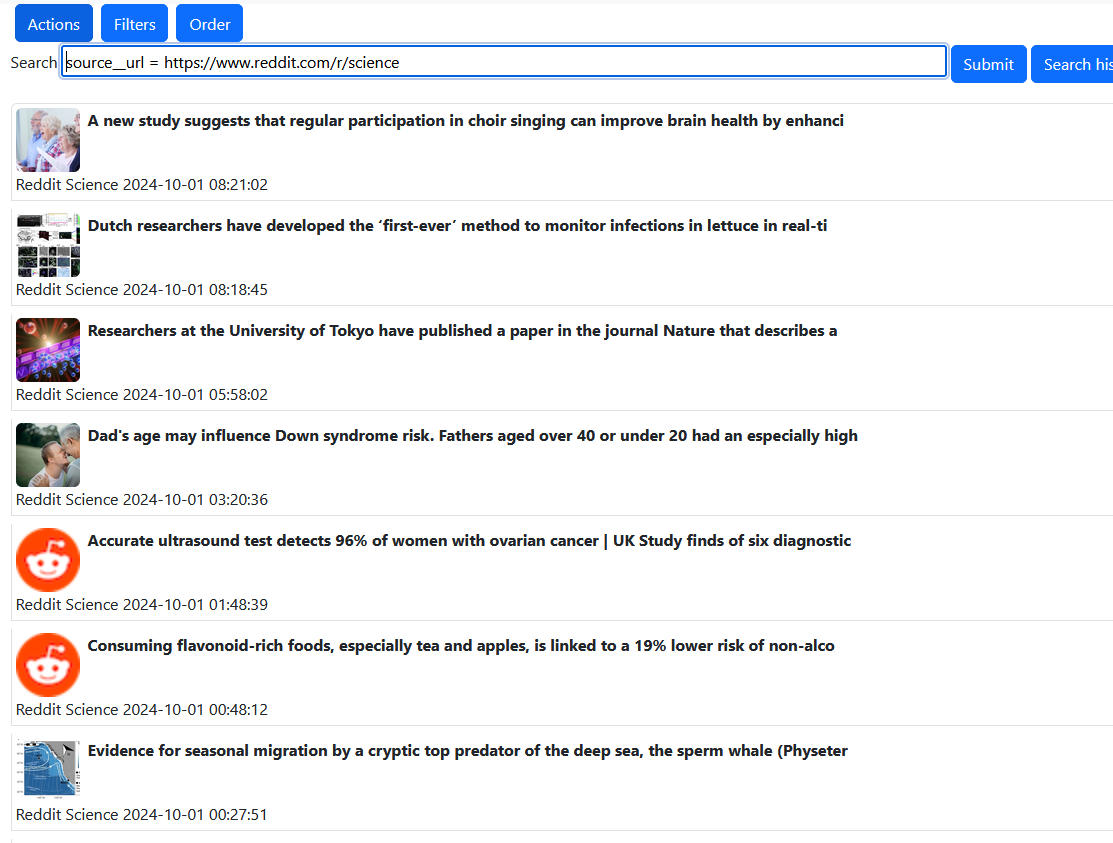 Actions Filters Order
Search source__url = https://www.reddit.com/r/science Submit Search his
A new study suggests that regular participation in choir singing can improve brain health by enhanci
Reddit Science 2024-10-01 08:21:02
Dutch researchers have developed the ‘first-ever’ method to monitor infections in lettuce in real-ti
Reddit Science 2024-10-01 08:18:45
Researchers at the University of Tokyo have published a paper in the journal Nature that describes a
Reddit Science 2024-10-01 05:58:02
Dad's age may influence Down syndrome risk. Fathers aged over 40 or under 20 had an especially high
Reddit Science 2024-10-01 03:20:36
Accurate ultrasound test detects 96% of women with ovarian cancer | UK Study finds of six diagnostic
Reddit Science 2024-10-01 01:48:39
Consuming flavonoid-rich foods, especially tea and apples, is linked to a 19% lower risk of non-alco
Reddit Science 2024-10-01 00:48:12
Evidence for seasonal migration by a cryptic top predator of the deep sea, the sperm whale (Physeter
Reddit Science 2024-10-01 00:27:51